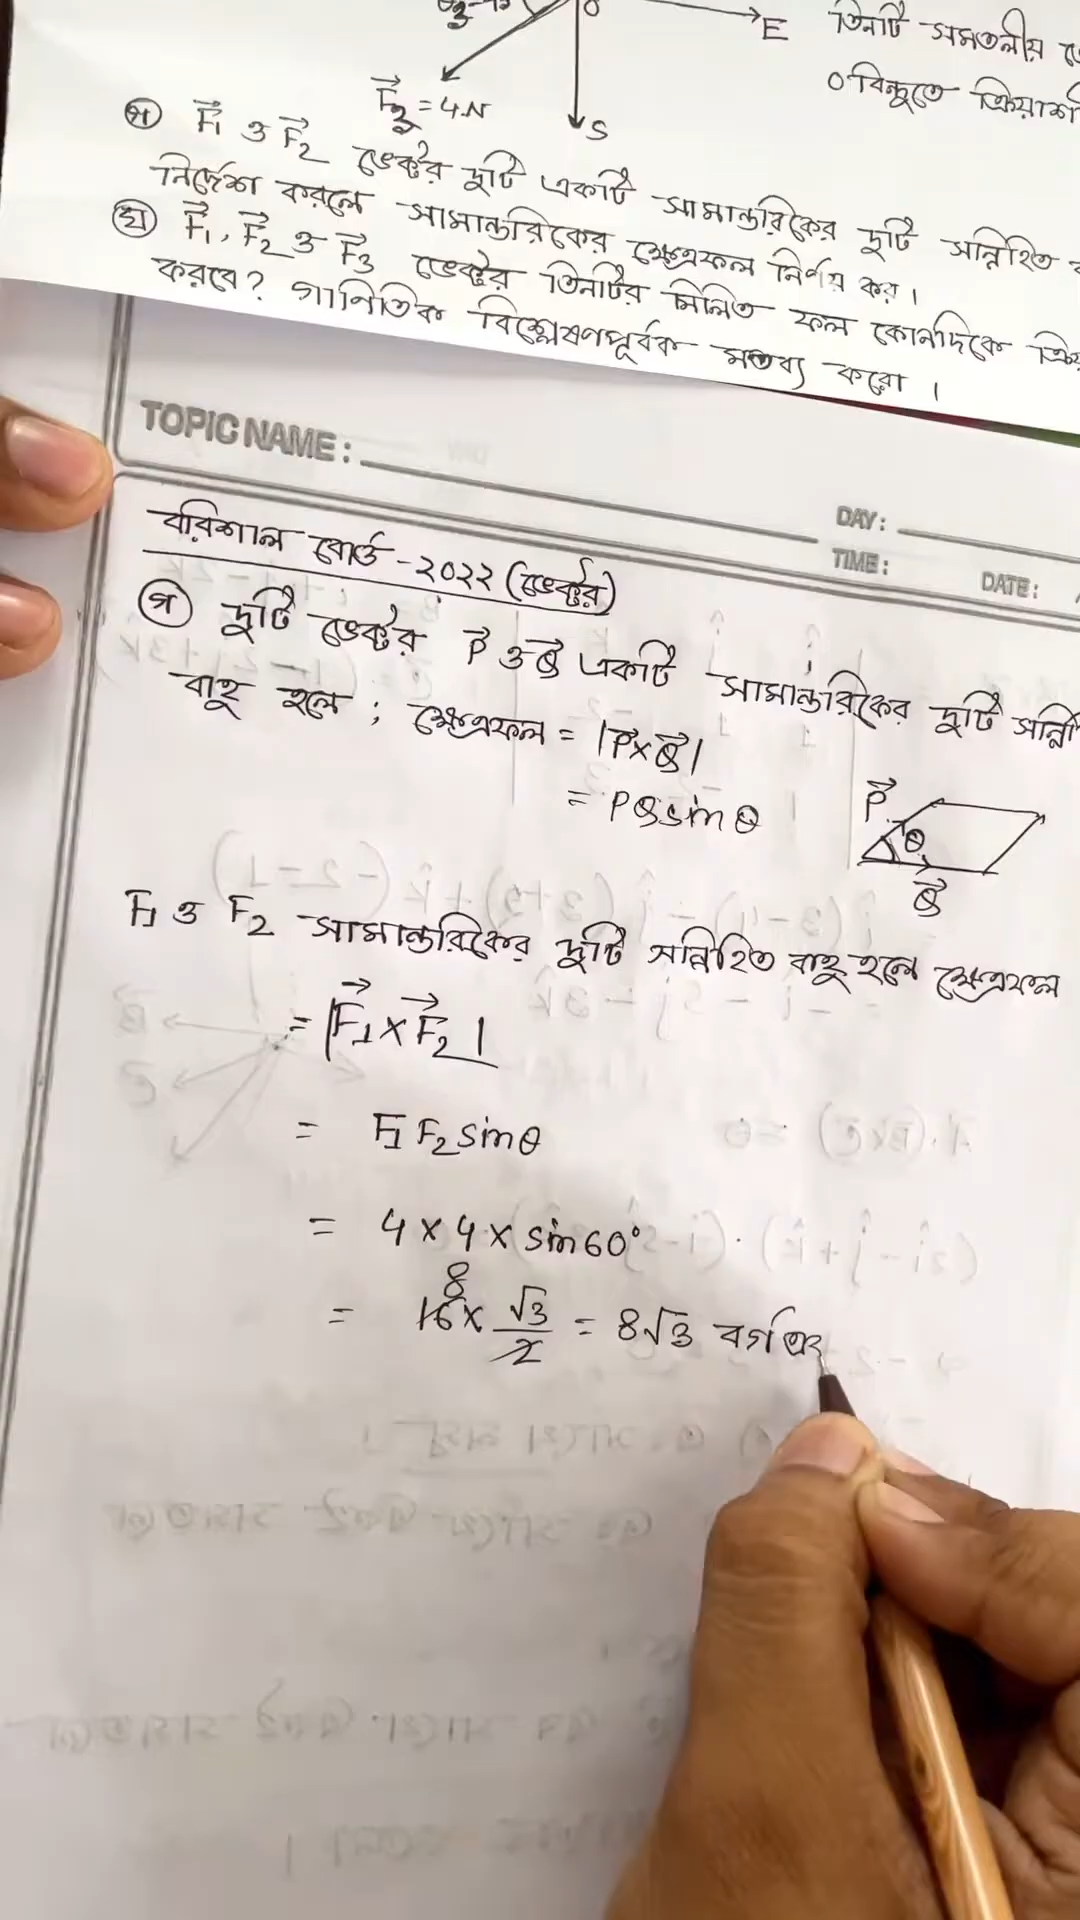 O
E
তিনটি সমতলীয়
O বিন্দুতে
F₃ = 4N
S
গ) F₁ ও F₂ ভেক্টর দুটি একটি সামান্তরিকের দুটি সন্নিহিত
নির্দেশ করলে সামান্তরিকের ক্ষেত্রফল নির্ণয় কর।
ঘ) F₁, F₂ ও F₃ ভেক্টর তিনটির মিলিত ফল কোনদিকে
করবে? গাণিতিক বিশ্লেষণপূর্বক মতব্য করো।
TOPIC NAME:
DAY:
TIME:
DATE:
বরিশাল বোর্ড - ২০২২ (ভেক্টর)
গ) দুটি ভেক্টর P ও Q একটি সামান্তরিকের দুটি
বাহু হলে ; ক্ষেত্রফল = |P×Q|
= PQ sin θ
P
θ
Q
F₁ ও F₂ সামান্তরিকের দুটি সন্নিহিত বাহু হলে ক্ষেত্রফল
= |F₁ × F₂|
= F₁ F₂ sin θ
= 4 × 4 × sin 60°
8
= 16 × √3/2 = 8√3 বর্গ